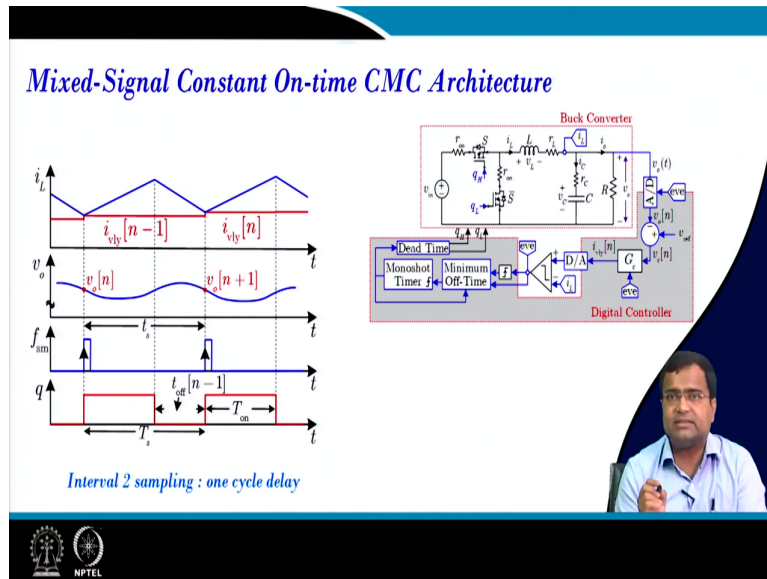 Mixed-Signal Constant On-time CMC Architecture
Buck Converter
r_on S i_L L r_L i_L i_o
+ v_L −
v_o(t)
v_in
q_H
r_on
i_C
r_C
R
q_L
S̄
v_C
C
v_o
A/D
eve
v_o[n]
v_ref
q_H q_L
Dead Time
eve
i_vly[n]
v_e[n]
Monoshot
Timer f
Minimum
Off-Time
f
D/A
G_c
i_L
eve
Digital Controller
i_L
i_vly[n−1]
i_vly[n]
t
v_o
v_o[n]
v_o[n+1]
t
t_s
f_sm
t
q
t_off[n−1]
T_on
T_s
t
Interval 2 sampling : one cycle delay
NPTEL